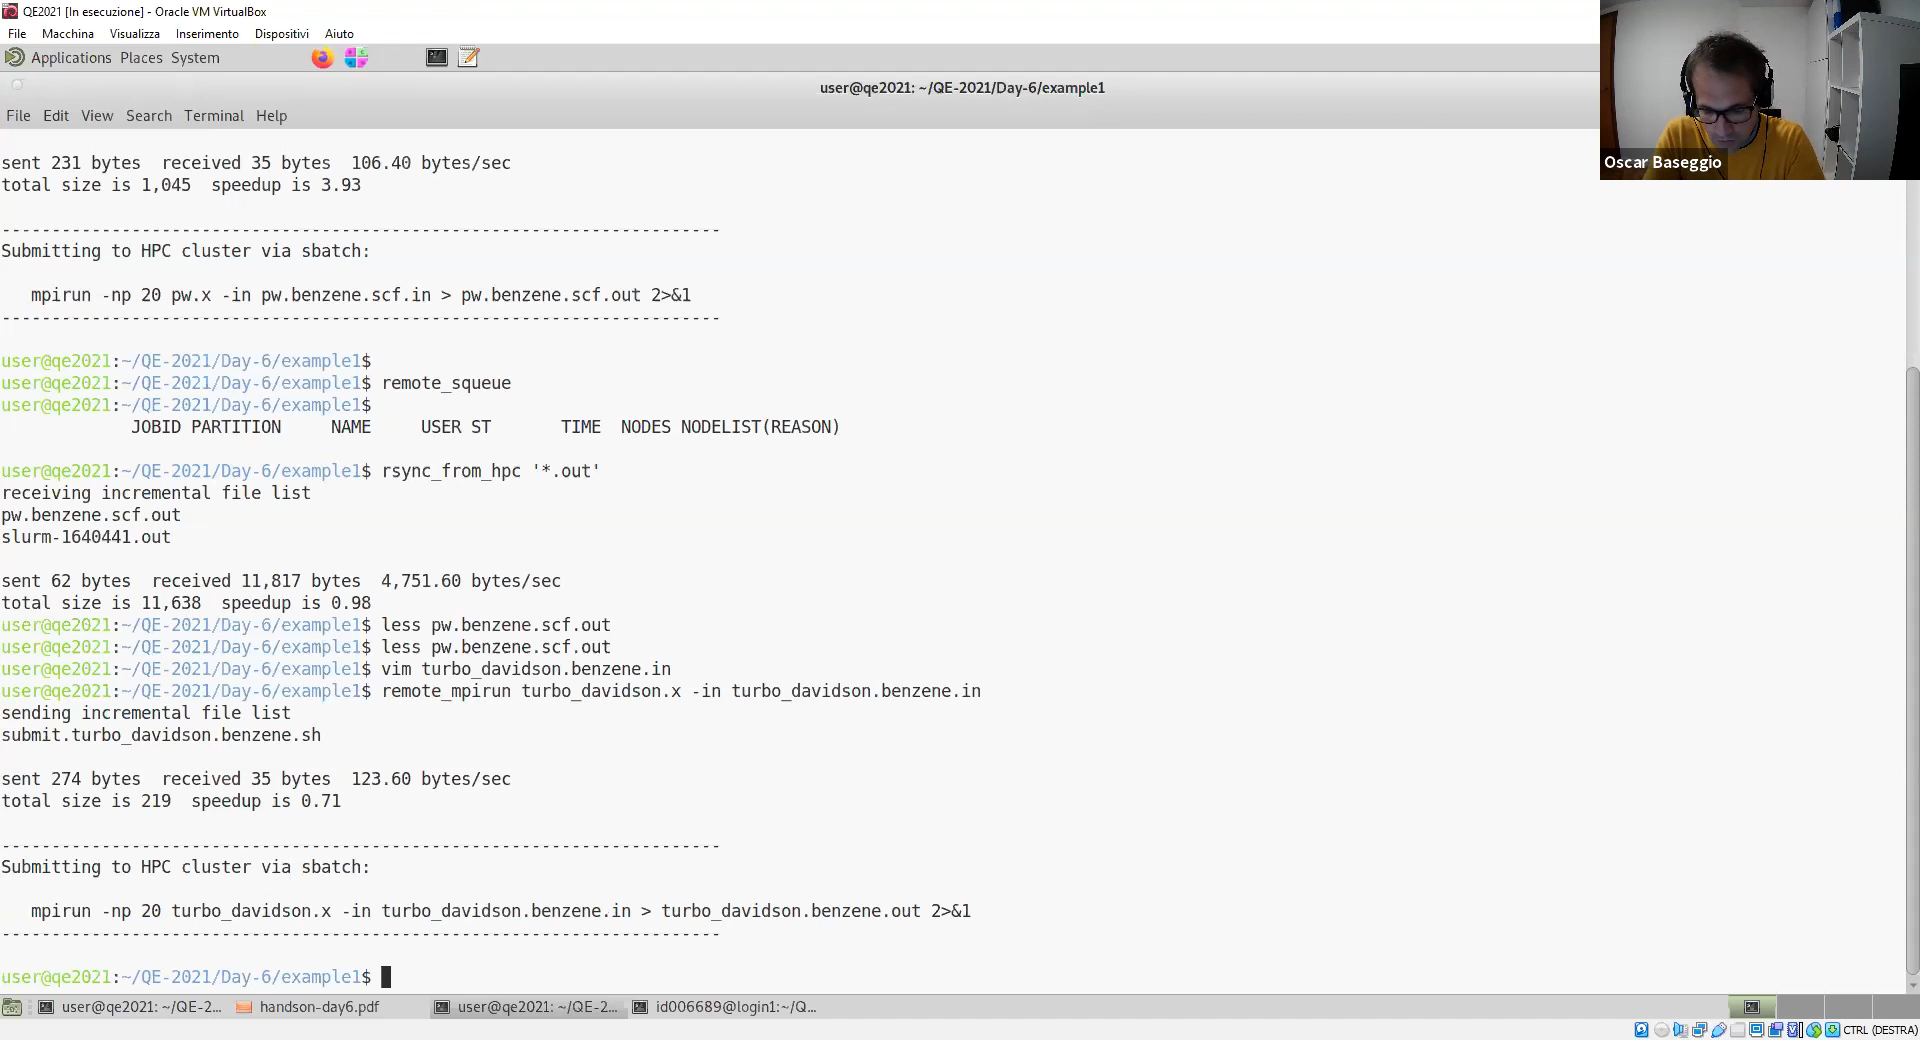 QE2021 [In esecuzione] - Oracle VM VirtualBox
File Macchina Visualizza Inserimento Dispositivi Aiuto
Applications Places System
user@qe2021: ~/QE-2021/Day-6/example1
File Edit View Search Terminal Help
Oscar Baseggio
sent 231 bytes  received 35 bytes  106.40 bytes/sec
total size is 1,045  speedup is 3.93
------------------------------------------------------------------------
Submitting to HPC cluster via sbatch:
mpirun -np 20 pw.x -in pw.benzene.scf.in > pw.benzene.scf.out 2>&1
------------------------------------------------------------------------
user@qe2021:~/QE-2021/Day-6/example1$
user@qe2021:~/QE-2021/Day-6/example1$ remote_squeue
user@qe2021:~/QE-2021/Day-6/example1$
JOBID PARTITION     NAME     USER ST       TIME  NODES NODELIST(REASON)
user@qe2021:~/QE-2021/Day-6/example1$ rsync_from_hpc '*.out'
receiving incremental file list
pw.benzene.scf.out
slurm-1640441.out
sent 62 bytes  received 11,817 bytes  4,751.60 bytes/sec
total size is 11,638  speedup is 0.98
user@qe2021:~/QE-2021/Day-6/example1$ less pw.benzene.scf.out
user@qe2021:~/QE-2021/Day-6/example1$ less pw.benzene.scf.out
user@qe2021:~/QE-2021/Day-6/example1$ vim turbo_davidson.benzene.in
user@qe2021:~/QE-2021/Day-6/example1$ remote_mpirun turbo_davidson.x -in turbo_davidson.benzene.in
sending incremental file list
submit.turbo_davidson.benzene.sh
sent 274 bytes  received 35 bytes  123.60 bytes/sec
total size is 219  speedup is 0.71
------------------------------------------------------------------------
Submitting to HPC cluster via sbatch:
mpirun -np 20 turbo_davidson.x -in turbo_davidson.benzene.in > turbo_davidson.benzene.out 2>&1
------------------------------------------------------------------------
user@qe2021:~/QE-2021/Day-6/example1$
user@qe2021: ~/QE-2... handson-day6.pdf user@qe2021: ~/QE-2... id006689@login1:~/Q...
CTRL (DESTRA)